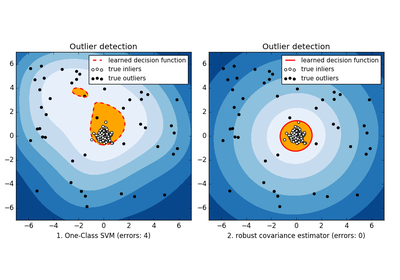 Outlier detection
learned decision function
true inliers
true outliers
6
4
2
0
−2
−4
−6
−6 −4 −2 0 2 4 6
1. One-Class SVM (errors: 4)
Outlier detection
learned decision function
true inliers
true outliers
6
4
2
0
−2
−4
−6
−6 −4 −2 0 2 4 6
2. robust covariance estimator (errors: 0)